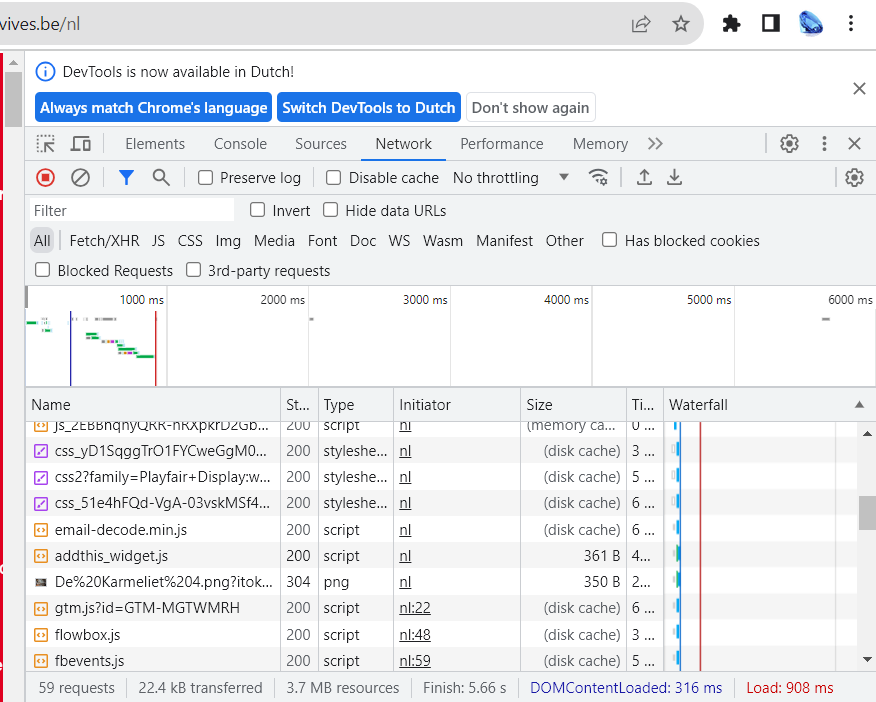 vives.be/nl
DevTools is now available in Dutch!
Always match Chrome's language Switch DevTools to Dutch Don't show again
Elements Console Sources Network Performance Memory
Preserve log Disable cache No throttling
Filter Invert Hide data URLs
All Fetch/XHR JS CSS Img Media Font Doc WS Wasm Manifest Other Has blocked cookies
Blocked Requests 3rd-party requests
1000 ms 2000 ms 3000 ms 4000 ms 5000 ms 6000 ms
Name St... Type Initiator Size Ti... Waterfall
200 script nl (memory ca... 0 ...
css_yD1SqggTrO1FYCweGgM0... 200 styleshe... nl (disk cache) 3 ...
css2?family=Playfair+Display:w... 200 styleshe... nl (disk cache) 5 ...
css_51e4hFQd-VgA-03vskMSf4... 200 styleshe... nl (disk cache) 6 ...
email-decode.min.js 200 script nl (disk cache) 6 ...
addthis_widget.js 200 script nl 361 B 4...
De%20Karmeliet%204.png?itok... 304 png nl 350 B 2...
gtm.js?id=GTM-MGTWMRH 200 script nl:22 (disk cache) 6 ...
flowbox.js 200 script nl:48 (disk cache) 3 ...
fbevents.js 200 script nl:59 (disk cache) 5 ...
59 requests 22.4 kB transferred 3.7 MB resources Finish: 5.66 s DOMContentLoaded: 316 ms Load: 908 ms